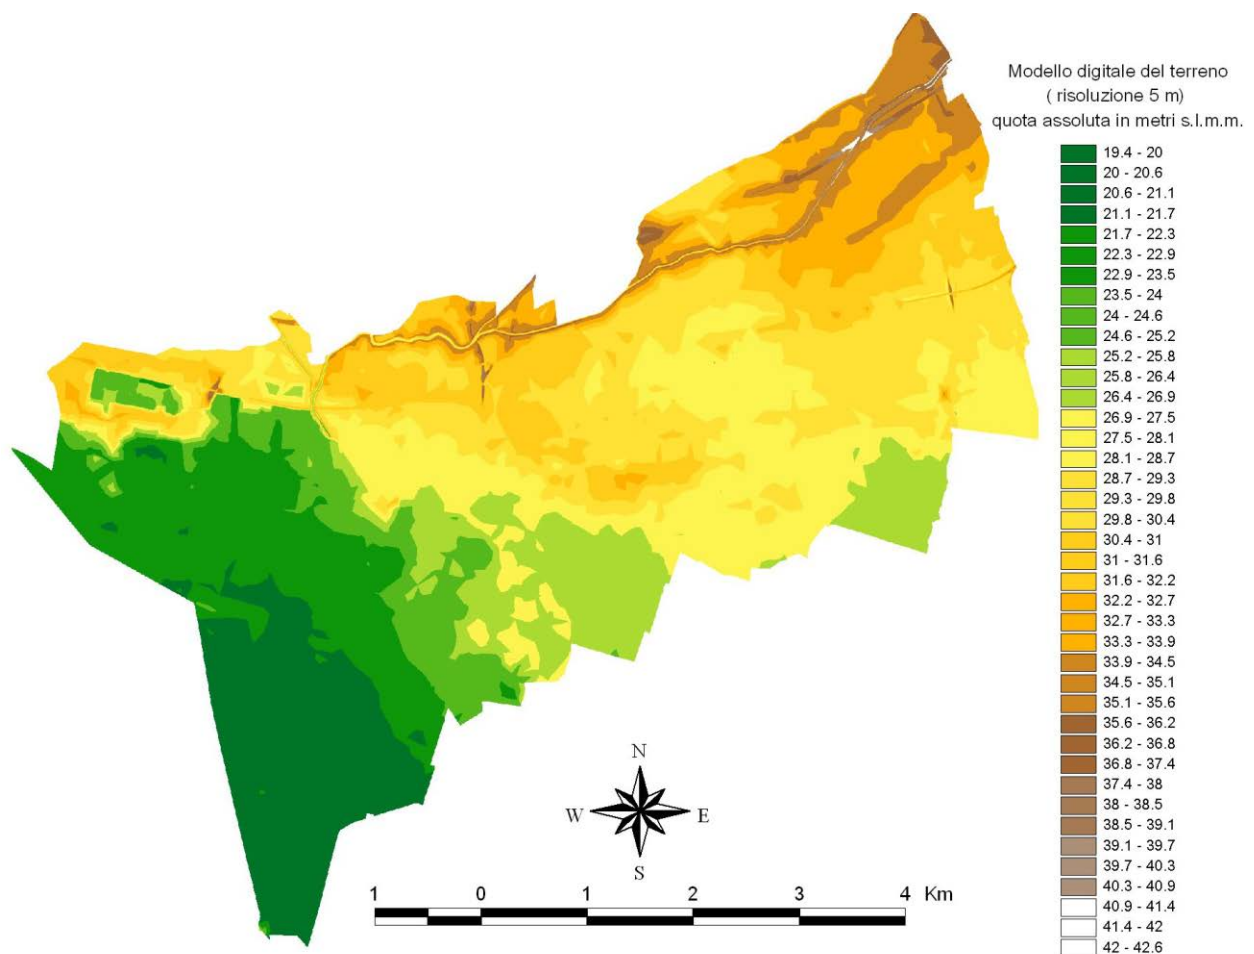 Modello digitale del terreno
( risoluzione 5 m)
quota assoluta in metri s.l.m.m.
19.4 - 20
20 - 20.6
20.6 - 21.1
21.1 - 21.7
21.7 - 22.3
22.3 - 22.9
22.9 - 23.5
23.5 - 24
24 - 24.6
24.6 - 25.2
25.2 - 25.8
25.8 - 26.4
26.4 - 26.9
26.9 - 27.5
27.5 - 28.1
28.1 - 28.7
28.7 - 29.3
29.3 - 29.8
29.8 - 30.4
30.4 - 31
31 - 31.6
31.6 - 32.2
32.2 - 32.7
32.7 - 33.3
33.3 - 33.9
33.9 - 34.5
34.5 - 35.1
35.1 - 35.6
35.6 - 36.2
36.2 - 36.8
36.8 - 37.4
37.4 - 38
38 - 38.5
38.5 - 39.1
39.1 - 39.7
39.7 - 40.3
40.3 - 40.9
40.9 - 41.4
41.4 - 42
42 - 42.6
N
W E
S
1 0 1 2 3 4 Km